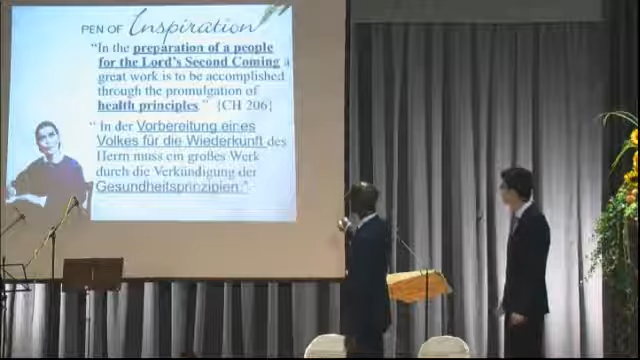 PEN OF Inspiration
“In the preparation of a people
for the Lord's Second Coming a
great work is to be accomplished
through the promulgation of
health principles.” {CH 206}
“ In der Vorbereitung eines
Volkes für die Wiederkunft des
Herrn muss ein großes Werk
durch die Verkündigung der
Gesundheitsprinzipien.”